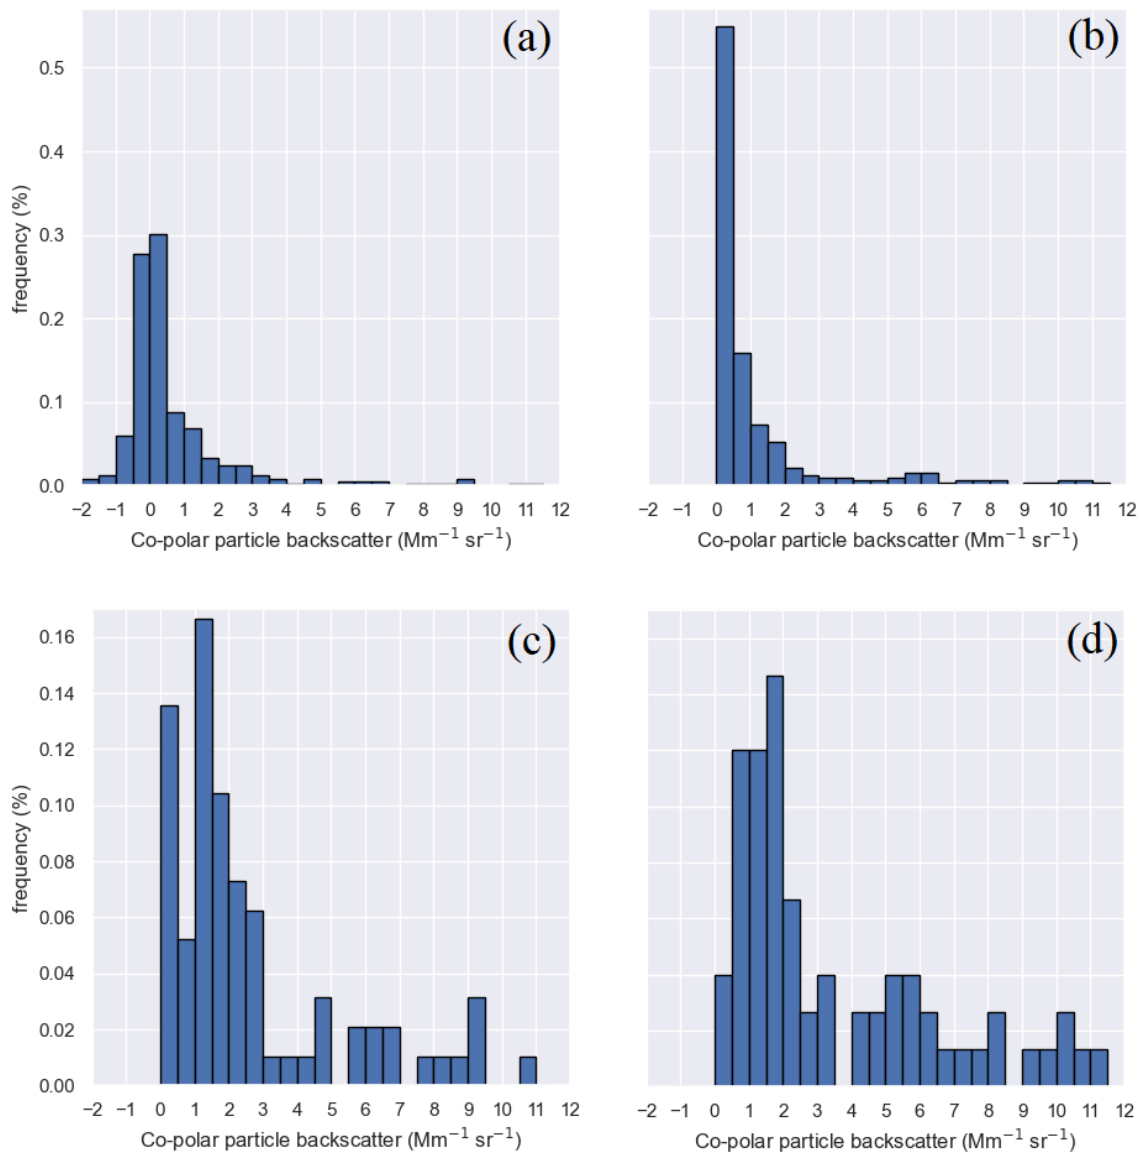 (a)
(b)
frequency (%)
0.5
0.4
0.3
0.2
0.1
0.0
−2 −1 0 1 2 3 4 5 6 7 8 9 10 11 12
−2 −1 0 1 2 3 4 5 6 7 8 9 10 11 12
Co-polar particle backscatter (Mm⁻¹ sr⁻¹)
Co-polar particle backscatter (Mm⁻¹ sr⁻¹)
(c)
(d)
frequency (%)
0.16
0.14
0.12
0.10
0.08
0.06
0.04
0.02
0.00
−2 −1 0 1 2 3 4 5 6 7 8 9 10 11 12
−2 −1 0 1 2 3 4 5 6 7 8 9 10 11 12
Co-polar particle backscatter (Mm⁻¹ sr⁻¹)
Co-polar particle backscatter (Mm⁻¹ sr⁻¹)